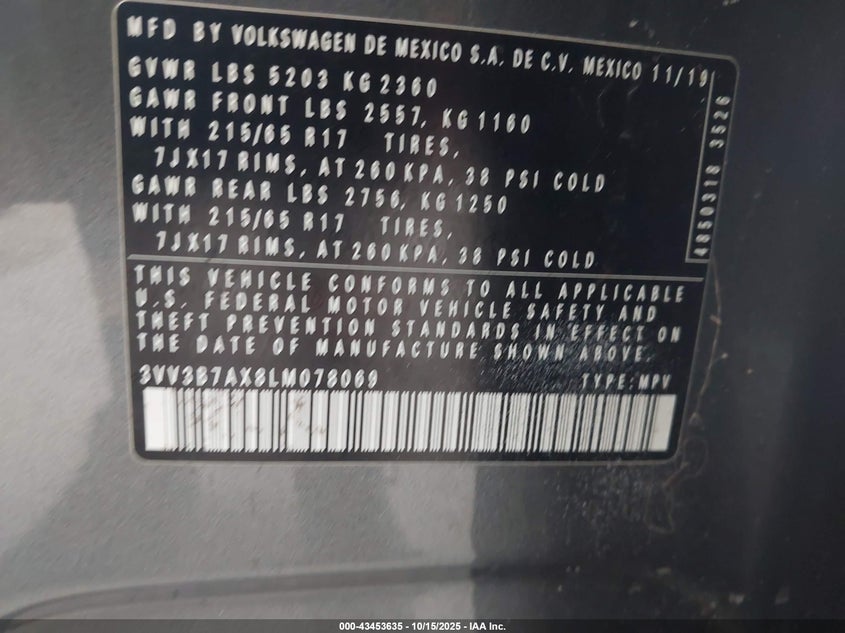 MFD BY VOLKSWAGEN DE MEXICO S.A. DE C.V. MEXICO 11/19
GVWR LBS 5203 KG 2360
GAWR FRONT LBS 2557, KG 1160
WITH 215/65 R17 TIRES,
7JX17 RIMS, AT 260 KPA, 38 PSI COLD
GAWR REAR LBS 2756, KG 1250
WITH 215/65 R17 TIRES,
7JX17 RIMS, AT 260 KPA, 38 PSI COLD
4850318 3526
THIS VEHICLE CONFORMS TO ALL APPLICABLE
U.S. FEDERAL MOTOR VEHICLE SAFETY AND
THEFT PREVENTION STANDARDS IN EFFECT ON
THE DATE OF MANUFACTURE SHOWN ABOVE.
3VV3B7AX8LM078069 TYPE: MPV
000-43453635 - 10/15/2025 - IAA Inc.